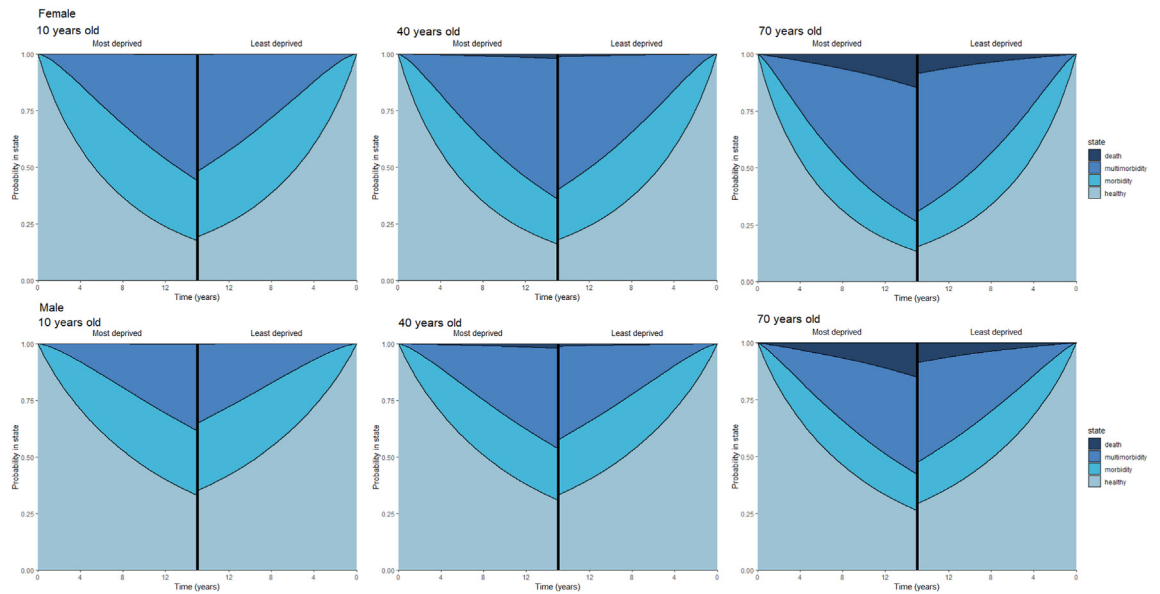 Female
10 years old
40 years old
70 years old
Most deprived
Least deprived
Most deprived
Least deprived
Most deprived
Least deprived
Probability in state
1.00
0.75
0.50
0.25
0.00
0 4 8 12 12 8 4 0
Time (years)
Probability in state
1.00
0.75
0.50
0.25
0.00
0 4 8 12 12 8 4 0
Time (years)
Probability in state
1.00
0.75
0.50
0.25
0.00
0 4 8 12 12 8 4 0
Time (years)
state
death
multimorbidity
morbidity
healthy
Male
10 years old
40 years old
70 years old
Most deprived
Least deprived
Most deprived
Least deprived
Most deprived
Least deprived
Probability in state
1.00
0.75
0.50
0.25
0.00
0 4 8 12 12 8 4 0
Time (years)
Probability in state
1.00
0.75
0.50
0.25
0.00
0 4 8 12 12 8 4 0
Time (years)
Probability in state
1.00
0.75
0.50
0.25
0.00
0 4 8 12 12 8 4 0
Time (years)
state
death
multimorbidity
morbidity
healthy